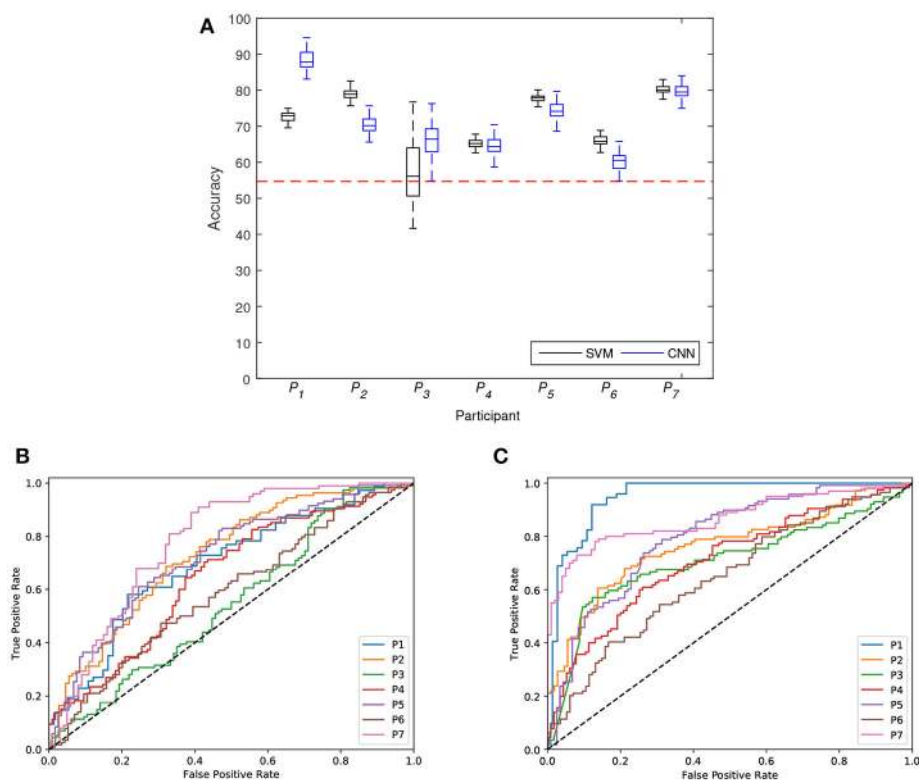 A
100
90
80
70
60
50
40
30
20
10
0
Accuracy
SVM CNN
P1 P2 P3 P4 P5 P6 P7
Participant
B
1.0
0.8
0.6
0.4
0.2
0.0
True Positive Rate
P1
P2
P3
P4
P5
P6
P7
0.0 0.2 0.4 0.6 0.8 1.0
False Positive Rate
C
1.0
0.8
0.6
0.4
0.2
0.0
True Positive Rate
P1
P2
P3
P4
P5
P6
P7
0.0 0.2 0.4 0.6 0.8 1.0
False Positive Rate